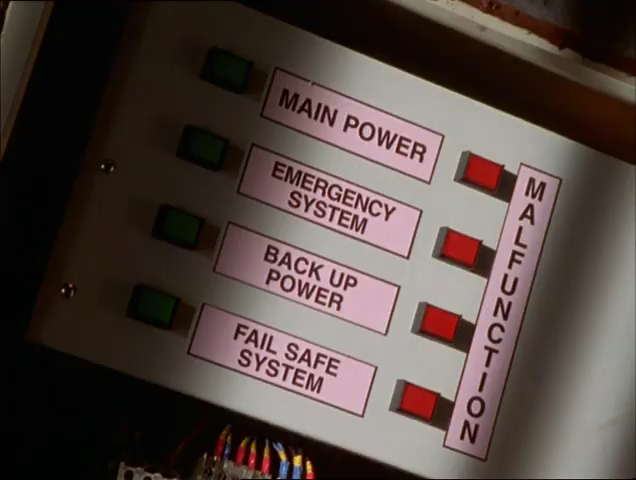 MAIN POWER
EMERGENCY
SYSTEM
BACK UP
POWER
FAIL SAFE
SYSTEM
MALFUNCTION